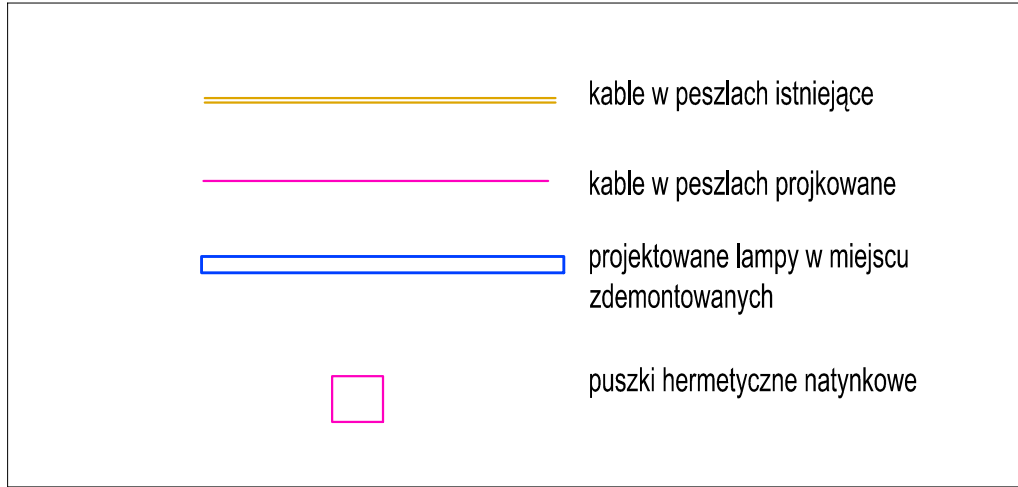 kable w peszlach istniejące
kable w peszlach projkowane
projektowane lampy w miejscu
zdemontowanych
puszki hermetyczne natynkowe